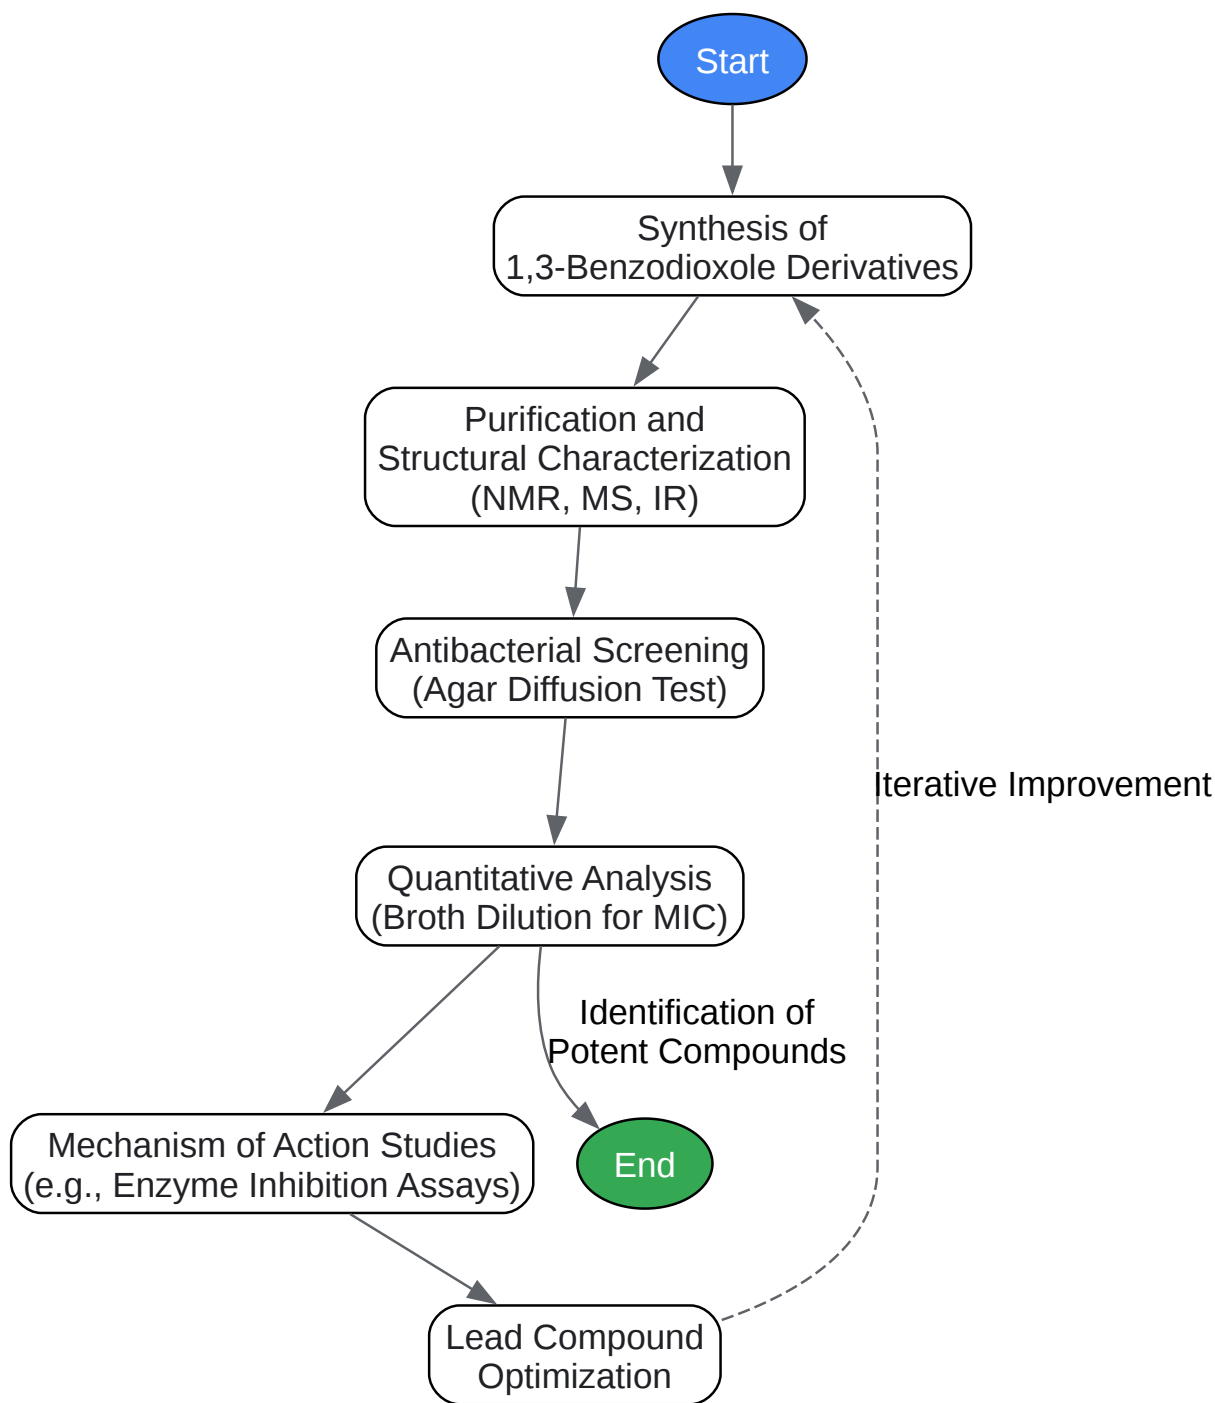 Start
Synthesis of
1,3-Benzodioxole Derivatives
Purification and
Structural Characterization
(NMR, MS, IR)
Antibacterial Screening
(Agar Diffusion Test)
Iterative Improvement
Quantitative Analysis
(Broth Dilution for MIC)
Identification of
Potent Compounds
Mechanism of Action Studies
(e.g., Enzyme Inhibition Assays)
End
Lead Compound
Optimization